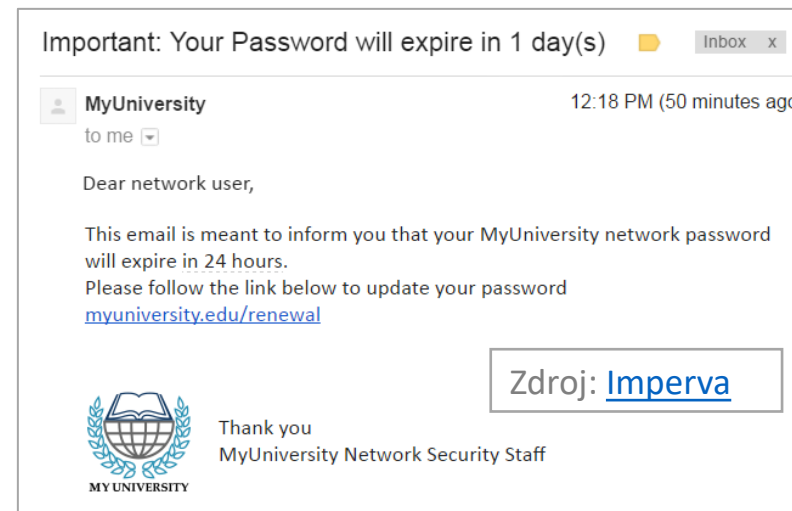 Important: Your Password will expire in 1 day(s)
Inbox x
MyUniversity
12:18 PM (50 minutes ago
to me
Dear network user,
This email is meant to inform you that your MyUniversity network password
will expire in 24 hours.
Please follow the link below to update your password
myuniversity.edu/renewal
Zdroj: Imperva
Thank you
MyUniversity Network Security Staff
MY UNIVERSITY